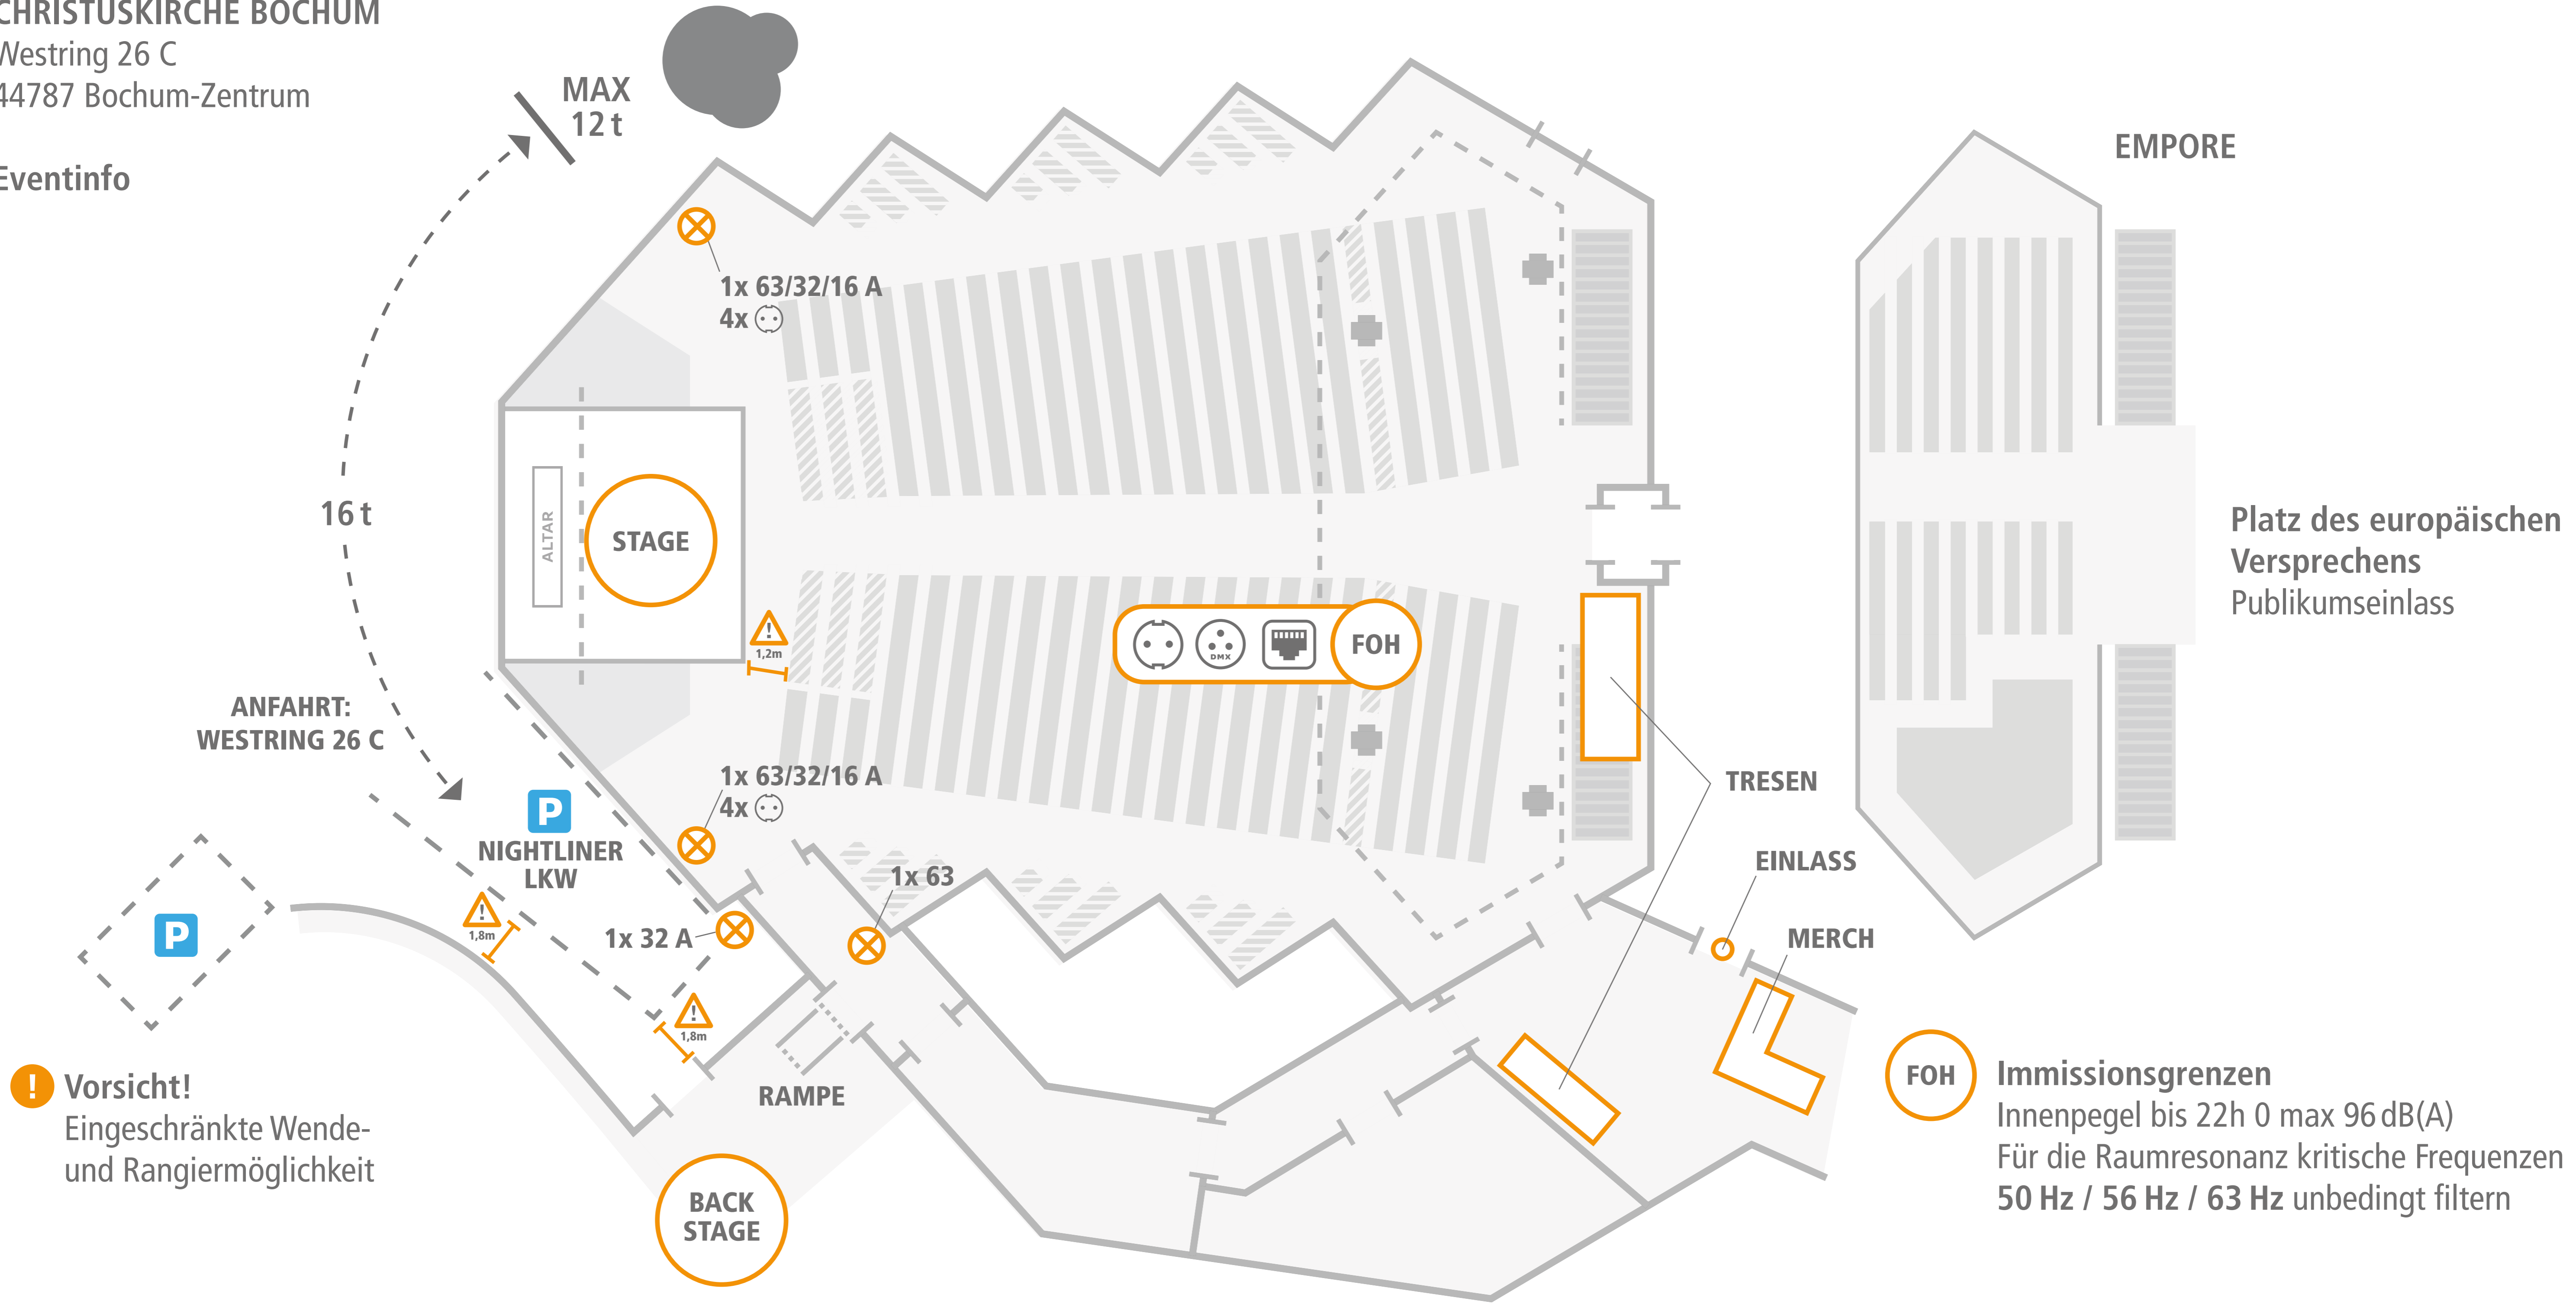 CHRISTUSKIRCHE BOCHUM
Westring 26 C
44787 Bochum-Zentrum
Eventinfo
MAX
12 t
EMPORE
1x 63/32/16 A
4x
16 t
ALTAR
STAGE
Platz des europäischen
Versprechens
Publikumseinlass
!
1,2m
DMX
FOH
ANFAHRT:
WESTRING 26 C
1x 63/32/16 A
4x
TRESEN
P
NIGHTLINER
LKW
EINLASS
1x 63
!
1,8m
P
1x 32 A
MERCH
!
1,8m
RAMPE
! Vorsicht!
Eingeschränkte Wende-
und Rangiermöglichkeit
BACK
STAGE
FOH
Immissionsgrenzen
Innenpegel bis 22h 0 max 96 dB(A)
Für die Raumresonanz kritische Frequenzen
50 Hz / 56 Hz / 63 Hz unbedingt filtern